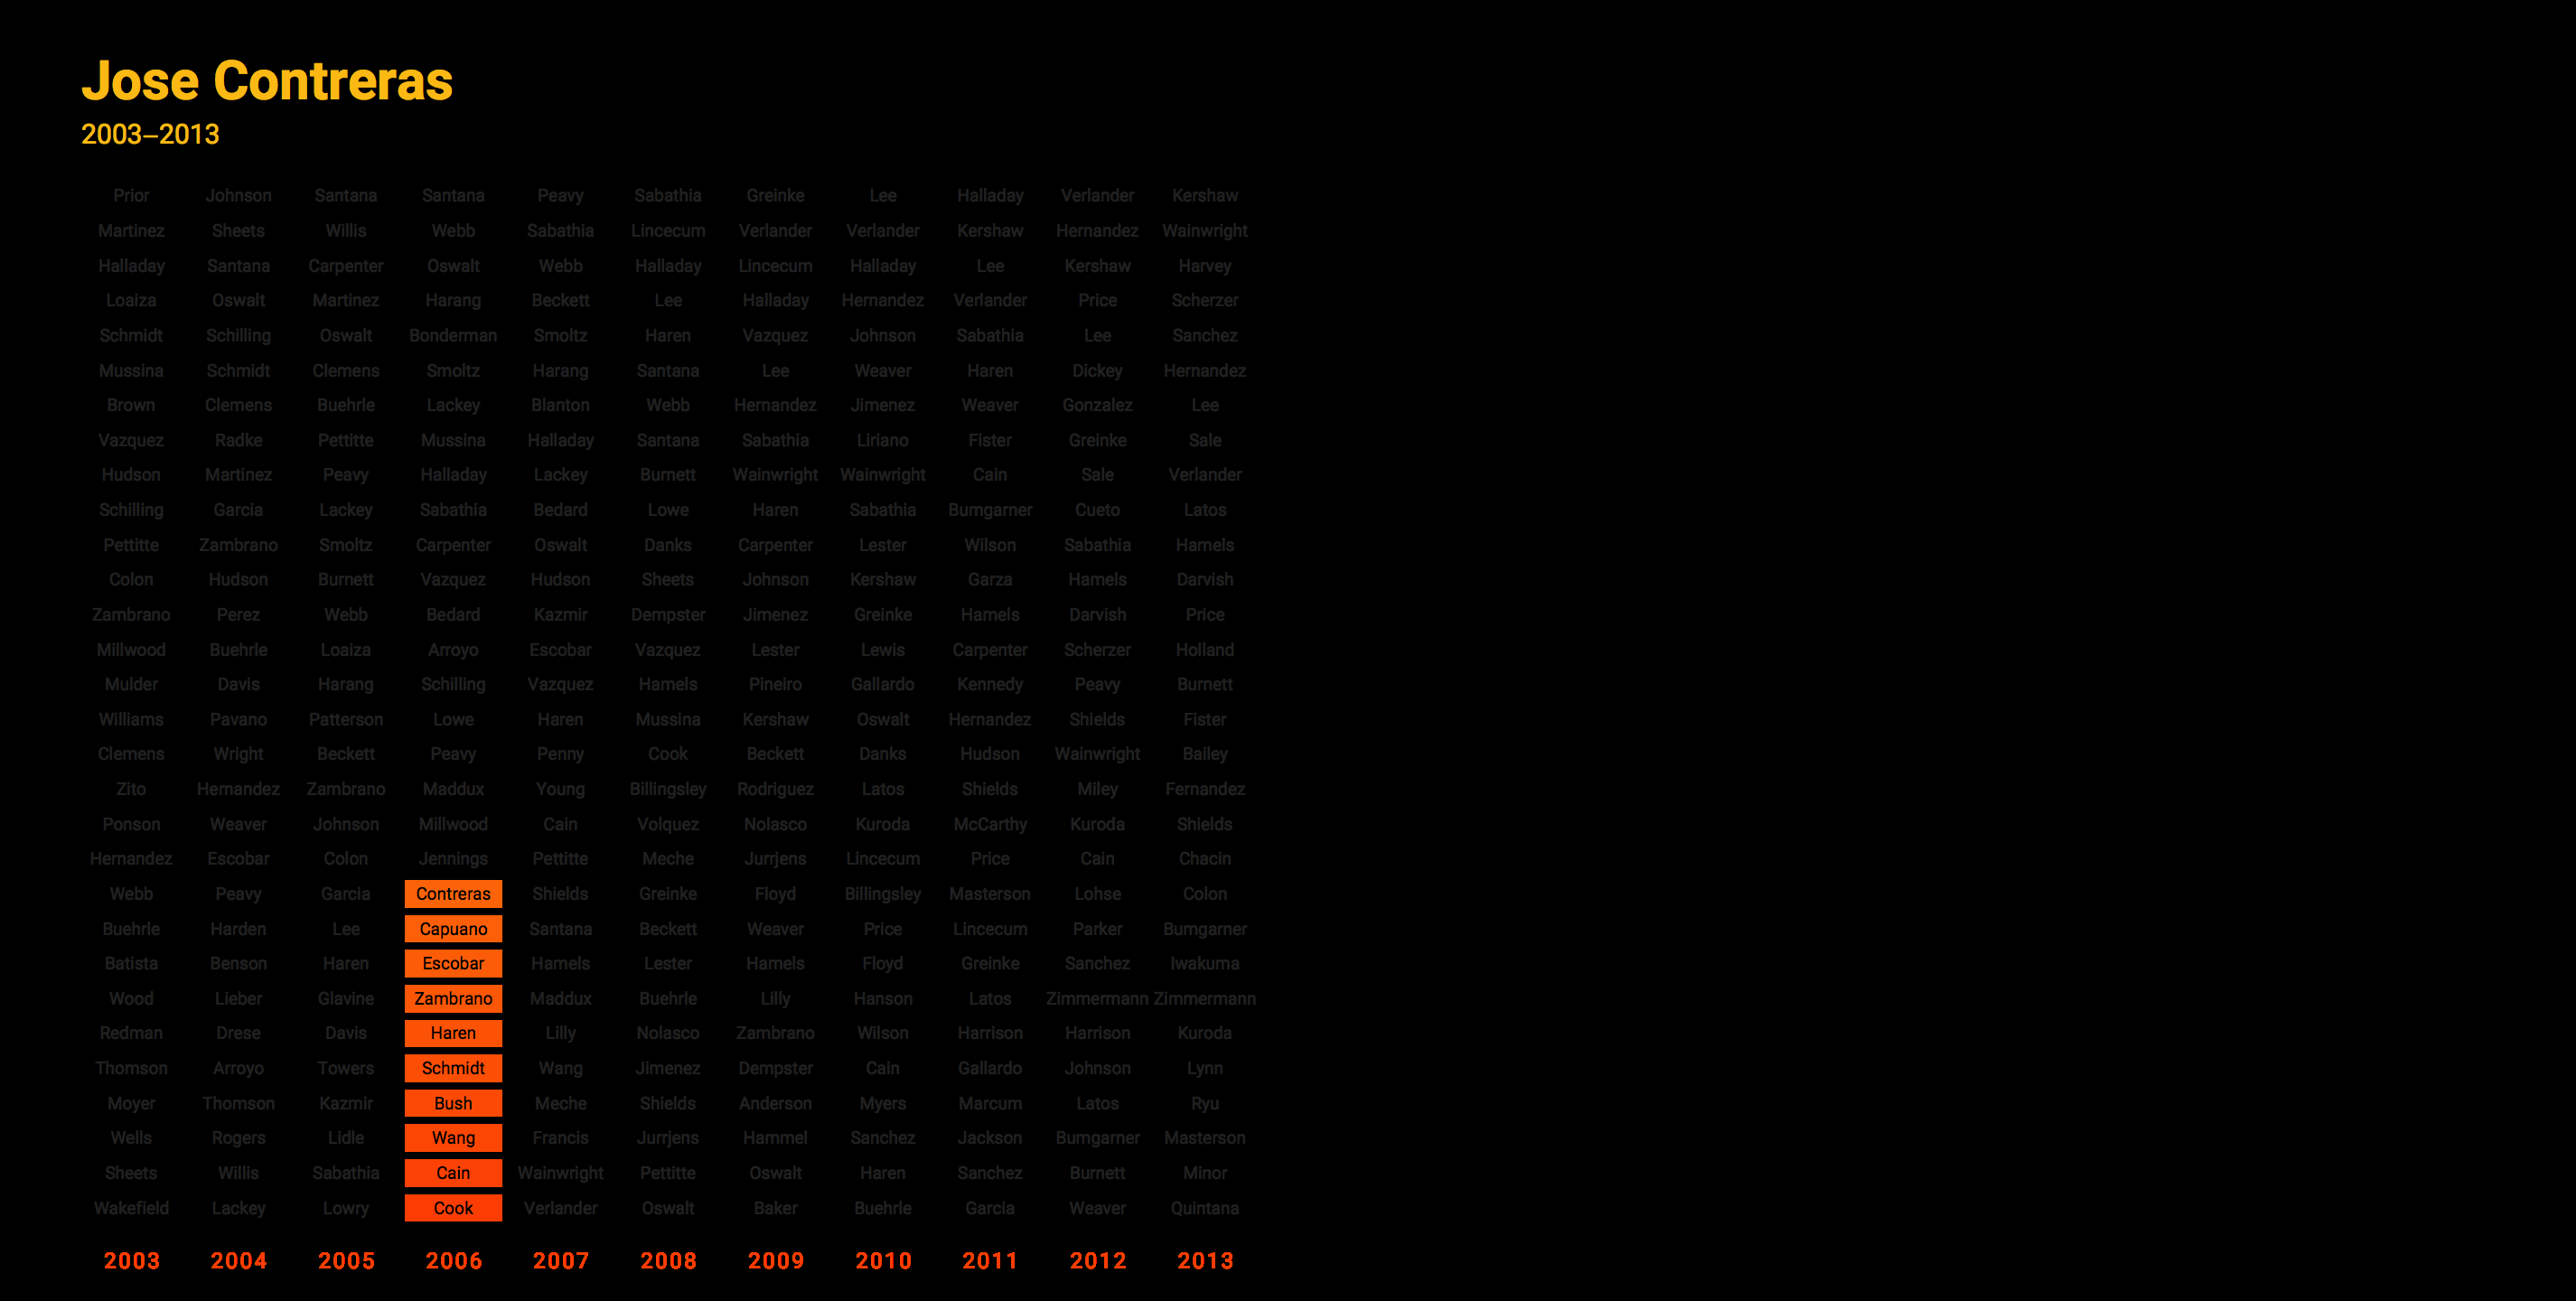 Jose Contreras
2003–2013
Prior Johnson Santana Santana Peavy Sabathia Greinke Lee Halladay Verlander Kershaw
Martinez Sheets Willis Webb Sabathia Lincecum Verlander Verlander Kershaw Hernandez Wainwright
Halladay Santana Carpenter Oswalt Webb Halladay Lincecum Halladay Lee Kershaw Harvey
Loaiza Oswalt Martinez Harang Beckett Lee Halladay Hernandez Verlander Price Scherzer
Schmidt Schilling Oswalt Bonderman Smoltz Haren Vazquez Johnson Sabathia Lee Sanchez
Mussina Schmidt Clemens Smoltz Harang Santana Lee Weaver Haren Dickey Hernandez
Brown Clemens Buehrle Lackey Blanton Webb Hernandez Jimenez Weaver Gonzalez Lee
Vazquez Radke Pettitte Mussina Halladay Santana Sabathia Liriano Fister Greinke Sale
Hudson Martinez Peavy Halladay Lackey Burnett Wainwright Wainwright Cain Sale Verlander
Schilling Garcia Lackey Sabathia Bedard Lowe Haren Sabathia Bumgarner Cueto Latos
Pettitte Zambrano Smoltz Carpenter Oswalt Danks Carpenter Lester Wilson Sabathia Hamels
Colon Hudson Burnett Vazquez Hudson Sheets Johnson Kershaw Garza Hamels Darvish
Zambrano Perez Webb Bedard Kazmir Dempster Jimenez Greinke Hamels Darvish Price
Millwood Buehrle Loaiza Arroyo Escobar Vazquez Lester Lewis Carpenter Scherzer Holland
Mulder Davis Harang Schilling Vazquez Hamels Pineiro Gallardo Kennedy Peavy Burnett
Williams Pavano Patterson Lowe Haren Mussina Kershaw Oswalt Hernandez Shields Fister
Clemens Wright Beckett Peavy Penny Cook Beckett Danks Hudson Wainwright Bailey
Zito Hernandez Zambrano Maddux Young Billingsley Rodriguez Latos Shields Miley Fernandez
Ponson Weaver Johnson Millwood Cain Volquez Nolasco Kuroda McCarthy Kuroda Shields
Hernandez Escobar Colon Jennings Pettitte Meche Jurrjens Lincecum Price Cain Chacin
Webb Peavy Garcia Contreras Shields Greinke Floyd Billingsley Masterson Lohse Colon
Buehrle Harden Lee Capuano Santana Beckett Weaver Price Lincecum Parker Bumgarner
Batista Benson Haren Escobar Hamels Lester Hamels Floyd Greinke Sanchez Iwakuma
Wood Lieber Glavine Zambrano Maddux Buehrle Lilly Hanson Latos Zimmermann Zimmermann
Redman Drese Davis Haren Lilly Nolasco Zambrano Wilson Harrison Harrison Kuroda
Thomson Arroyo Towers Schmidt Wang Jimenez Dempster Cain Gallardo Johnson Lynn
Moyer Thomson Kazmir Bush Meche Shields Anderson Myers Marcum Latos Ryu
Wells Rogers Lidle Wang Francis Jurrjens Hammel Sanchez Jackson Bumgarner Masterson
Sheets Willis Sabathia Cain Wainwright Pettitte Oswalt Haren Sanchez Burnett Minor
Wakefield Lackey Lowry Cook Verlander Oswalt Baker Buehrle Garcia Weaver Quintana
2003 2004 2005 2006 2007 2008 2009 2010 2011 2012 2013